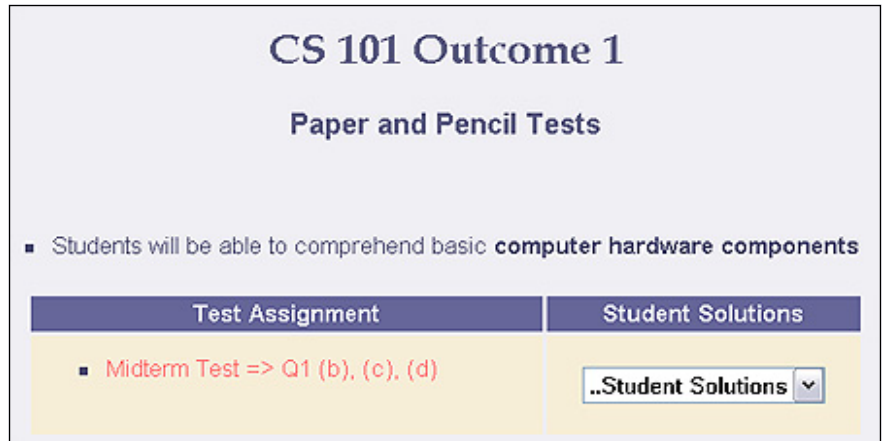 CS 101 Outcome 1
Paper and Pencil Tests
Students will be able to comprehend basic computer hardware components
Test Assignment
Student Solutions
Midterm Test => Q1 (b), (c), (d)
..Student Solutions